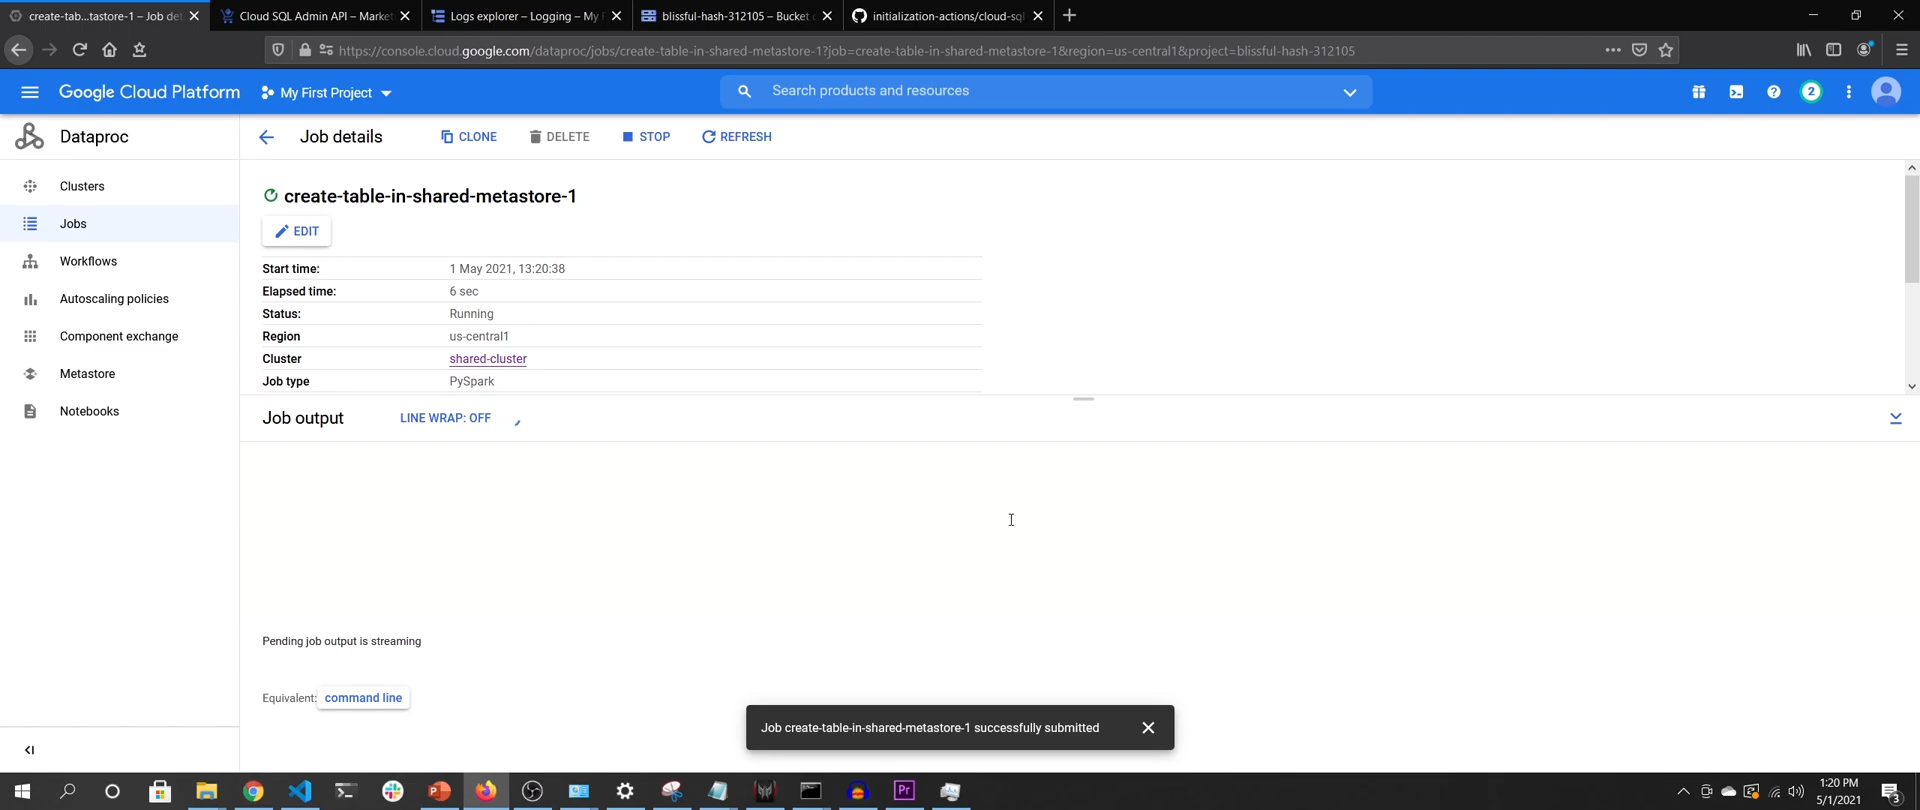 create-tab...tastore-1 – Job det
Cloud SQL Admin API – Market
Logs explorer – Logging – My P
blissful-hash-312105 – Bucket
initialization-actions/cloud-sql
https://console.cloud.google.com/dataproc/jobs/create-table-in-shared-metastore-1?job=create-table-in-shared-metastore-1&region=us-central1&project=blissful-hash-312105
Google Cloud Platform
My First Project
Search products and resources
2
Dataproc
Job details
CLONE
DELETE
STOP
REFRESH
Clusters
Jobs
Workflows
Autoscaling policies
Component exchange
Metastore
Notebooks
create-table-in-shared-metastore-1
EDIT
Start time: 1 May 2021, 13:20:38
Elapsed time: 6 sec
Status: Running
Region us-central1
Cluster shared-cluster
Job type PySpark
Job output
LINE WRAP: OFF
Pending job output is streaming
Equivalent: command line
Job create-table-in-shared-metastore-1 successfully submitted
1:20 PM
5/1/2021
3